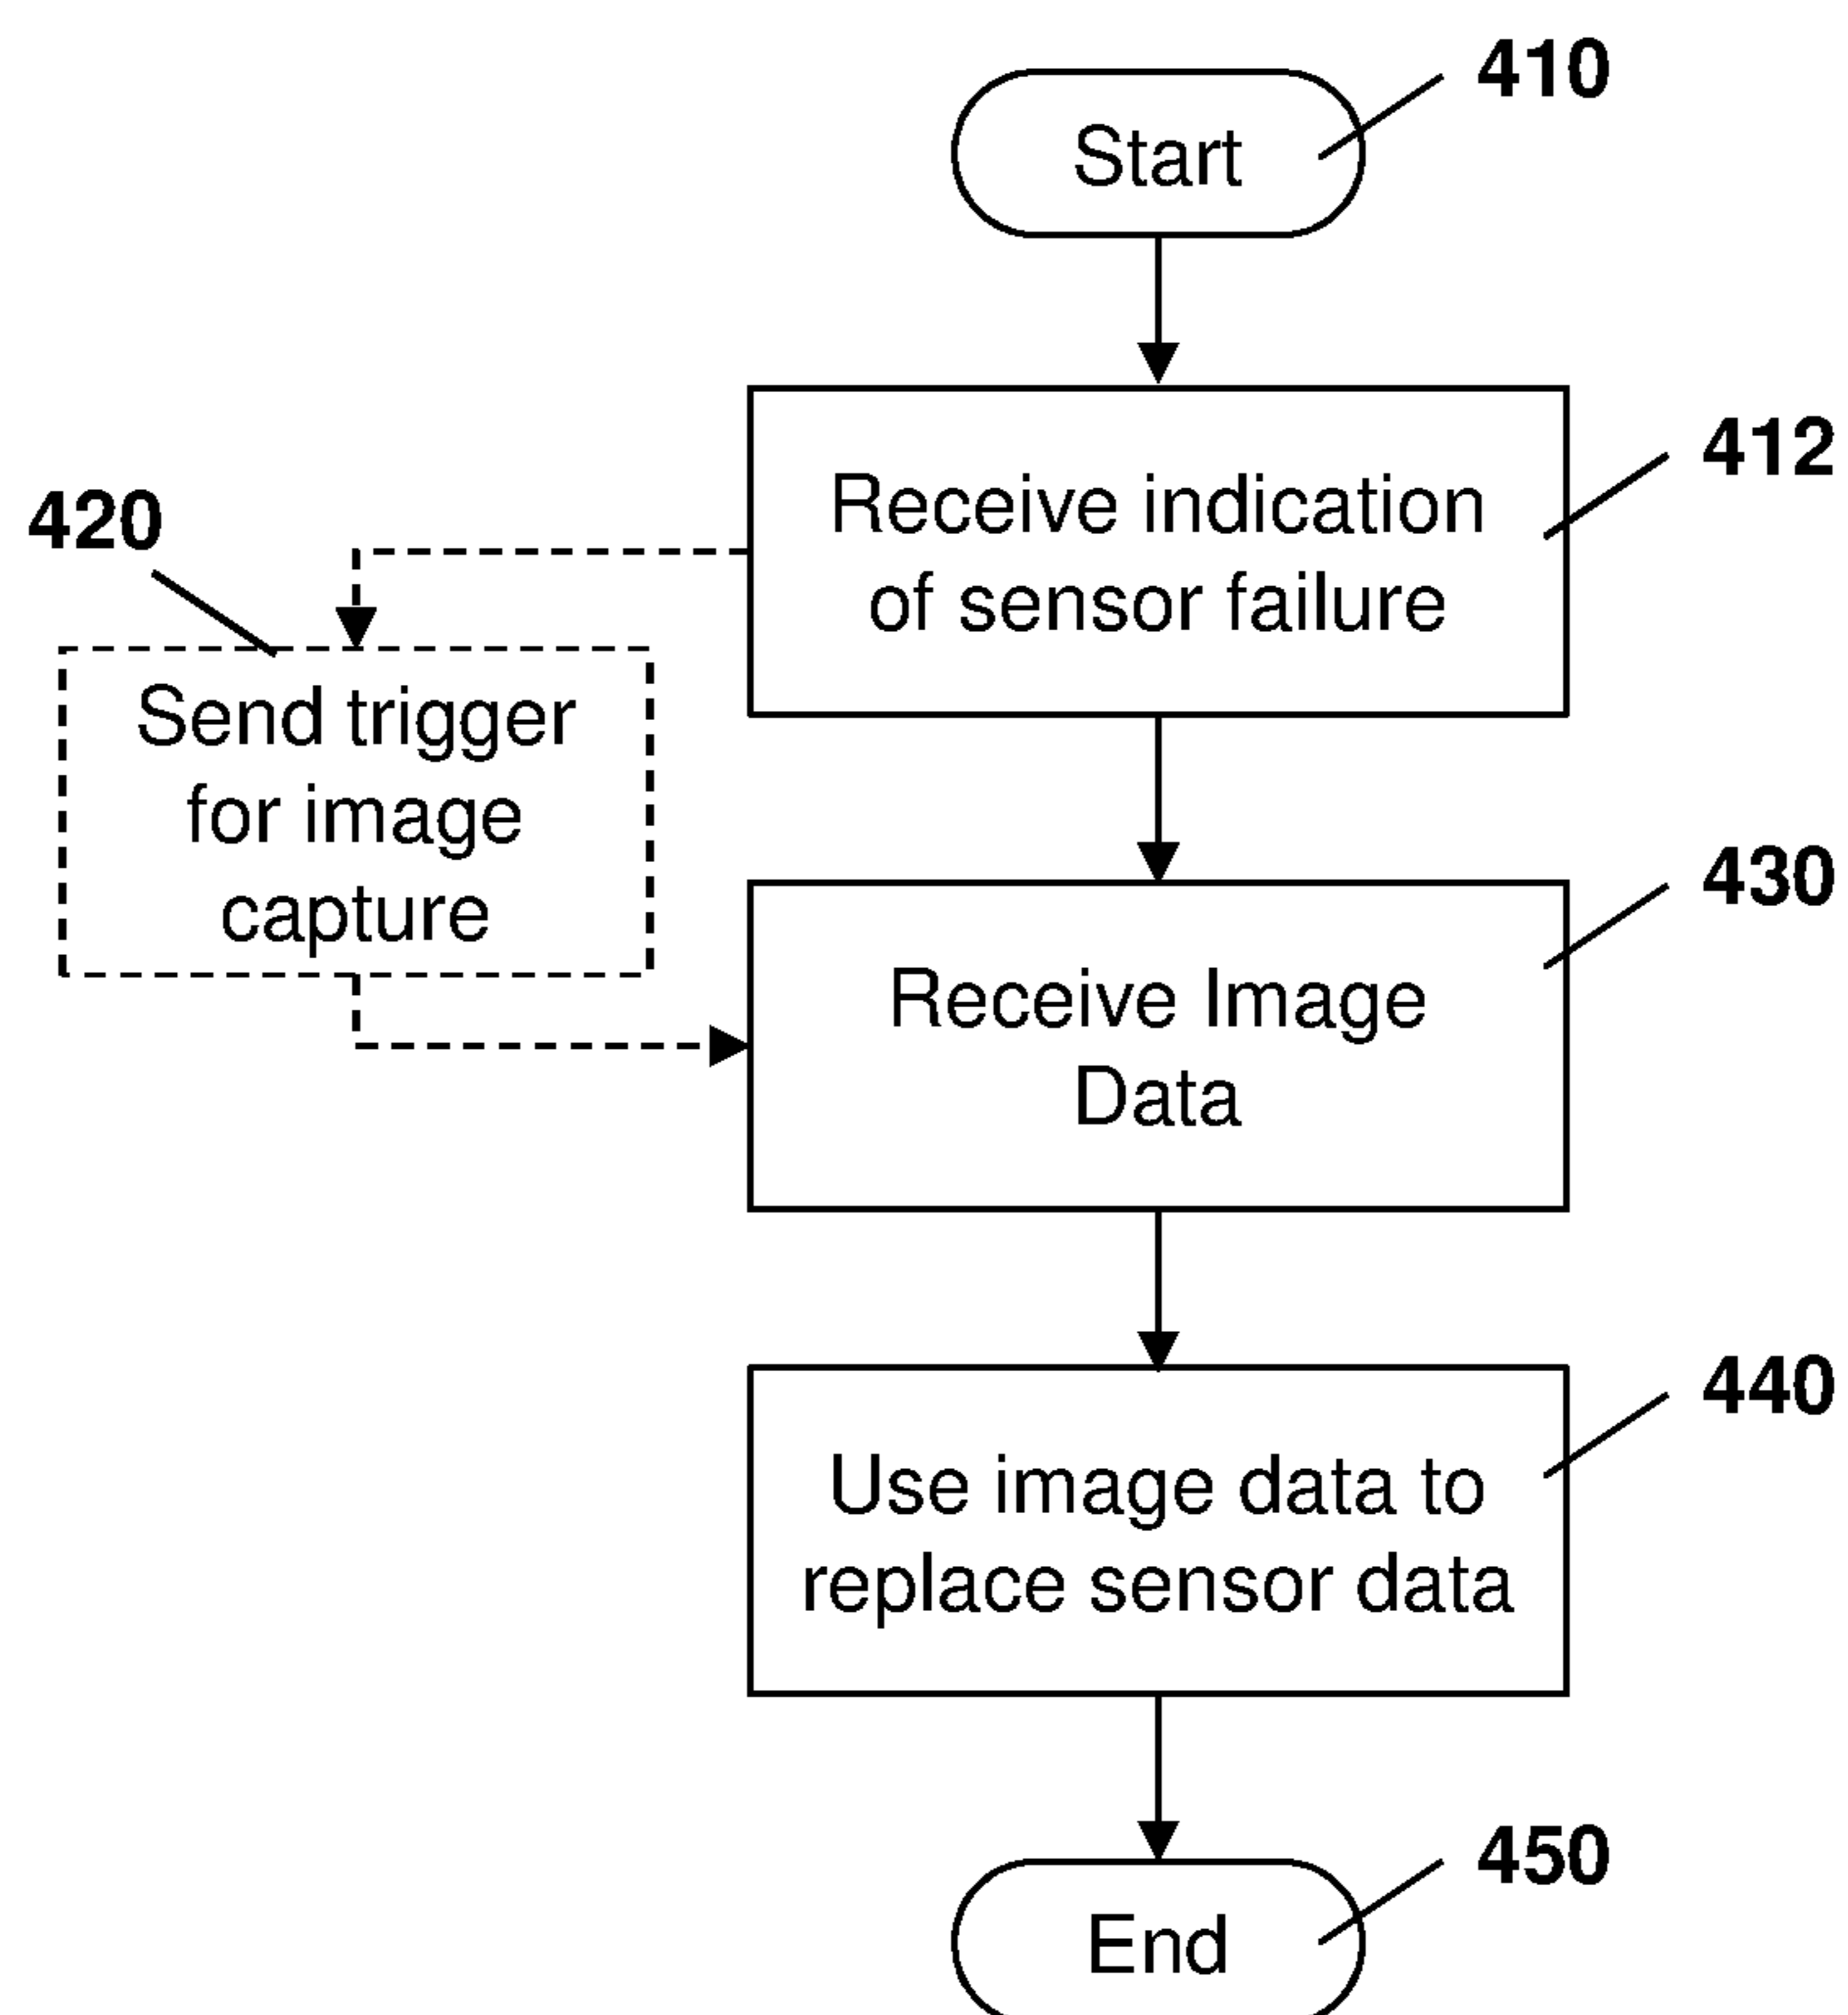 410
Start
412
Receive indication
of sensor failure
420
Send trigger
for image
capture
430
Receive Image
Data
440
Use image data to
replace sensor data
450
End